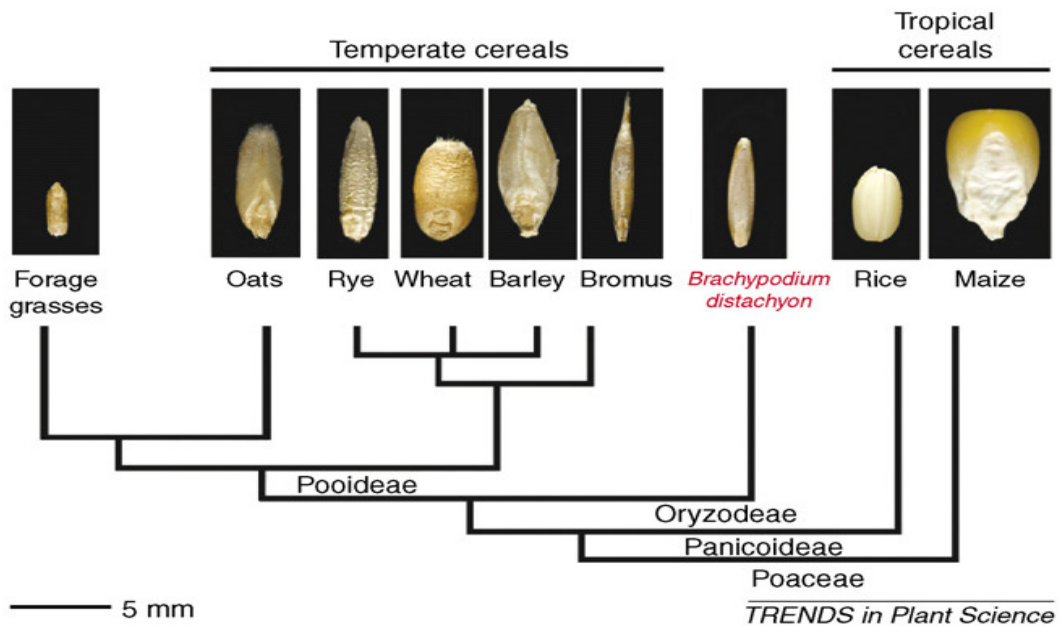 Temperate cereals
Tropical
cereals
Forage
grasses
Oats
Rye
Wheat
Barley
Bromus
Brachypodium
distachyon
Rice
Maize
Pooideae
Oryzodeae
Panicoideae
Poaceae
5 mm
TRENDS in Plant Science